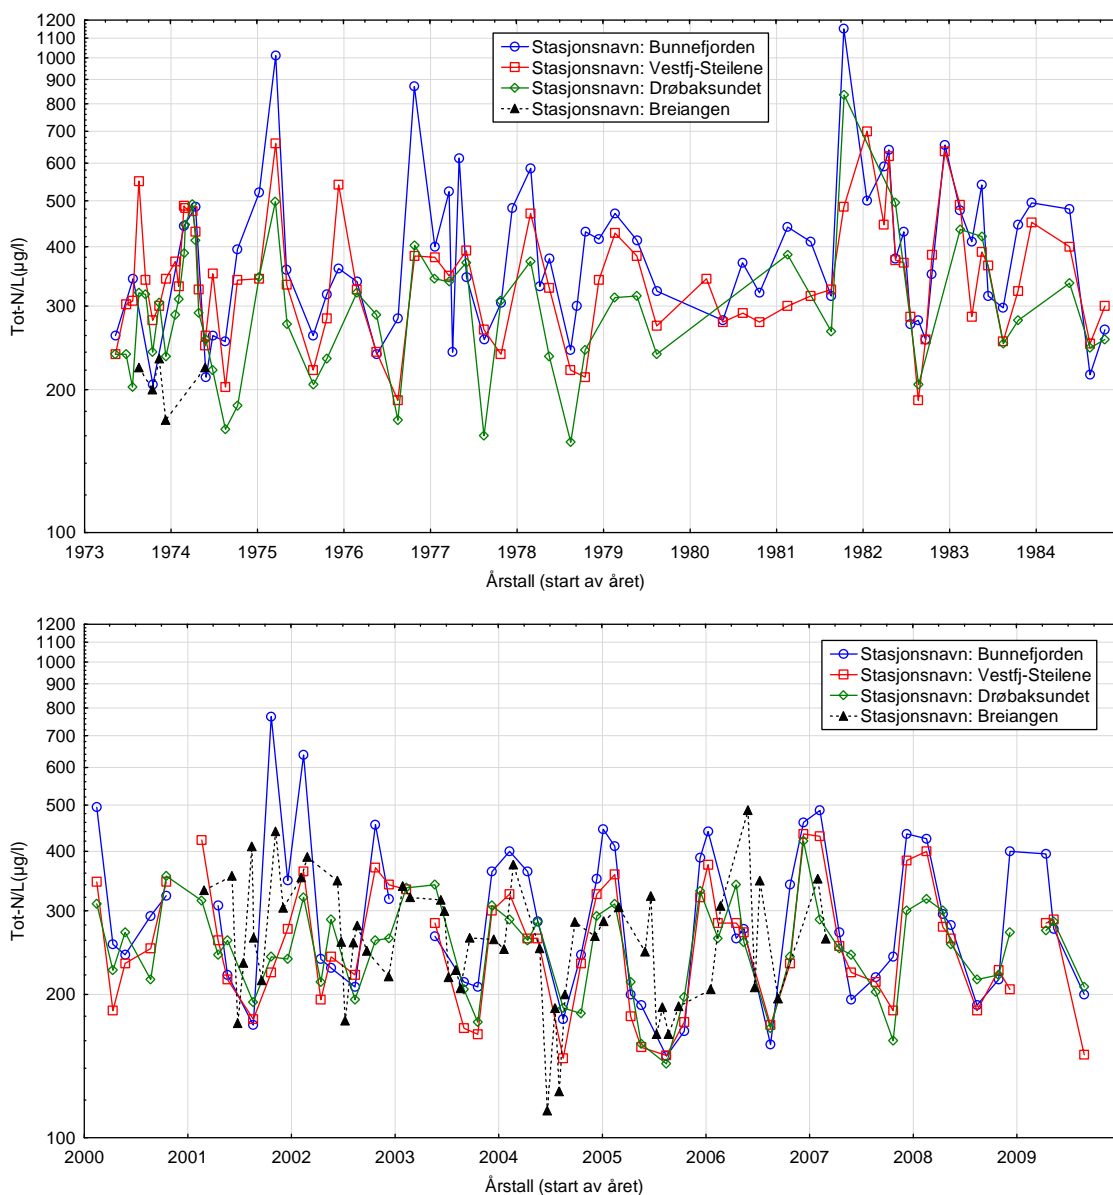 1200
1100
1000
900
800
700
600
500
400
300
200
100
Tot-N/L(µg/l)
Stasjonsnavn: Bunnefjorden
Stasjonsnavn: Vestfj-Steilene
Stasjonsnavn: Drøbaksundet
Stasjonsnavn: Breiangen
1973 1974 1975 1976 1977 1978 1979 1980 1981 1982 1983 1984
Årstall (start av året)
1200
1100
1000
900
800
700
600
500
400
300
200
100
Tot-N/L(µg/l)
Stasjonsnavn: Bunnefjorden
Stasjonsnavn: Vestfj-Steilene
Stasjonsnavn: Drøbaksundet
Stasjonsnavn: Breiangen
2000 2001 2002 2003 2004 2005 2006 2007 2008 2009
Årstall (start av året)